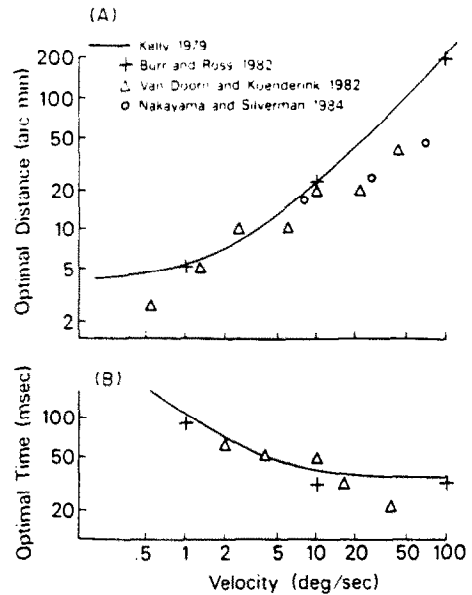 (A)
Kelly 1979
Burr and Ross 1982
Van Doorn and Koenderink 1982
Nakayama and Silverman 1984
Optimal Distance (arc min)
200
100
50
20
10
5
2
(B)
Optimal Time (msec)
100
50
20
.5 1 2 5 10 20 50 100
Velocity (deg/sec)